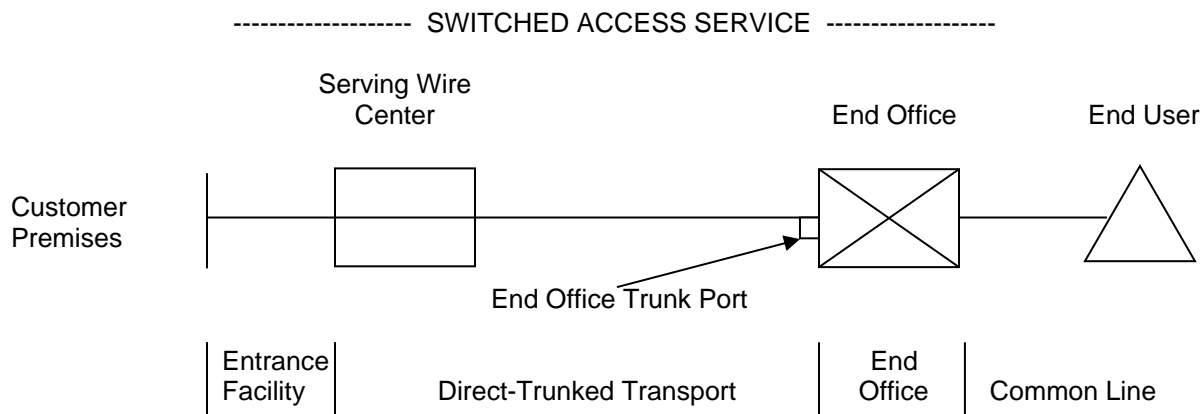 ------------------- SWITCHED ACCESS SERVICE -------------------
Serving Wire
Center
End Office
End User
Customer
Premises
End Office Trunk Port
Entrance
Facility
Direct-Trunked Transport
End
Office
Common Line